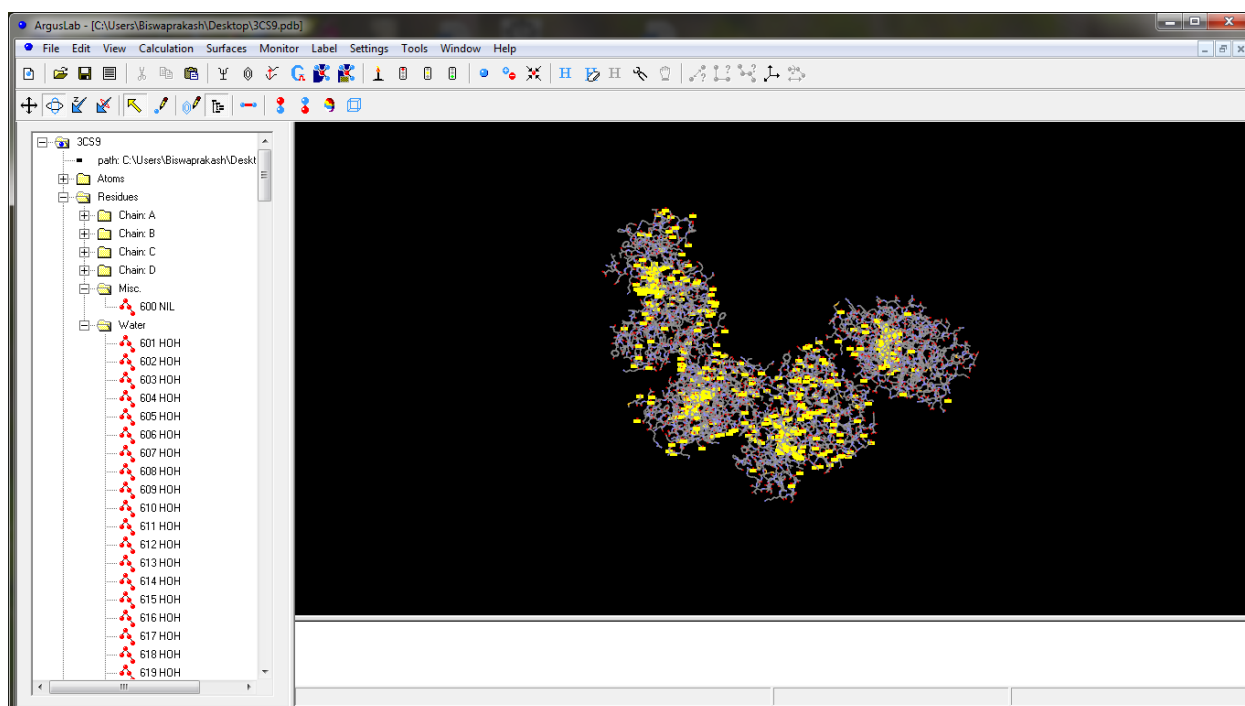 ArgusLab - [C:\Users\Biswaprakash\Desktop\3CS9.pdb]
File Edit View Calculation Surfaces Monitor Label Settings Tools Window Help
3CS9
path: C:\Users\Biswaprakash\Deskt
Atoms
Residues
Chain: A
Chain: B
Chain: C
Chain: D
Misc.
600 NIL
Water
601 HOH
602 HOH
603 HOH
604 HOH
605 HOH
606 HOH
607 HOH
608 HOH
609 HOH
610 HOH
611 HOH
612 HOH
613 HOH
614 HOH
615 HOH
616 HOH
617 HOH
618 HOH
619 HOH